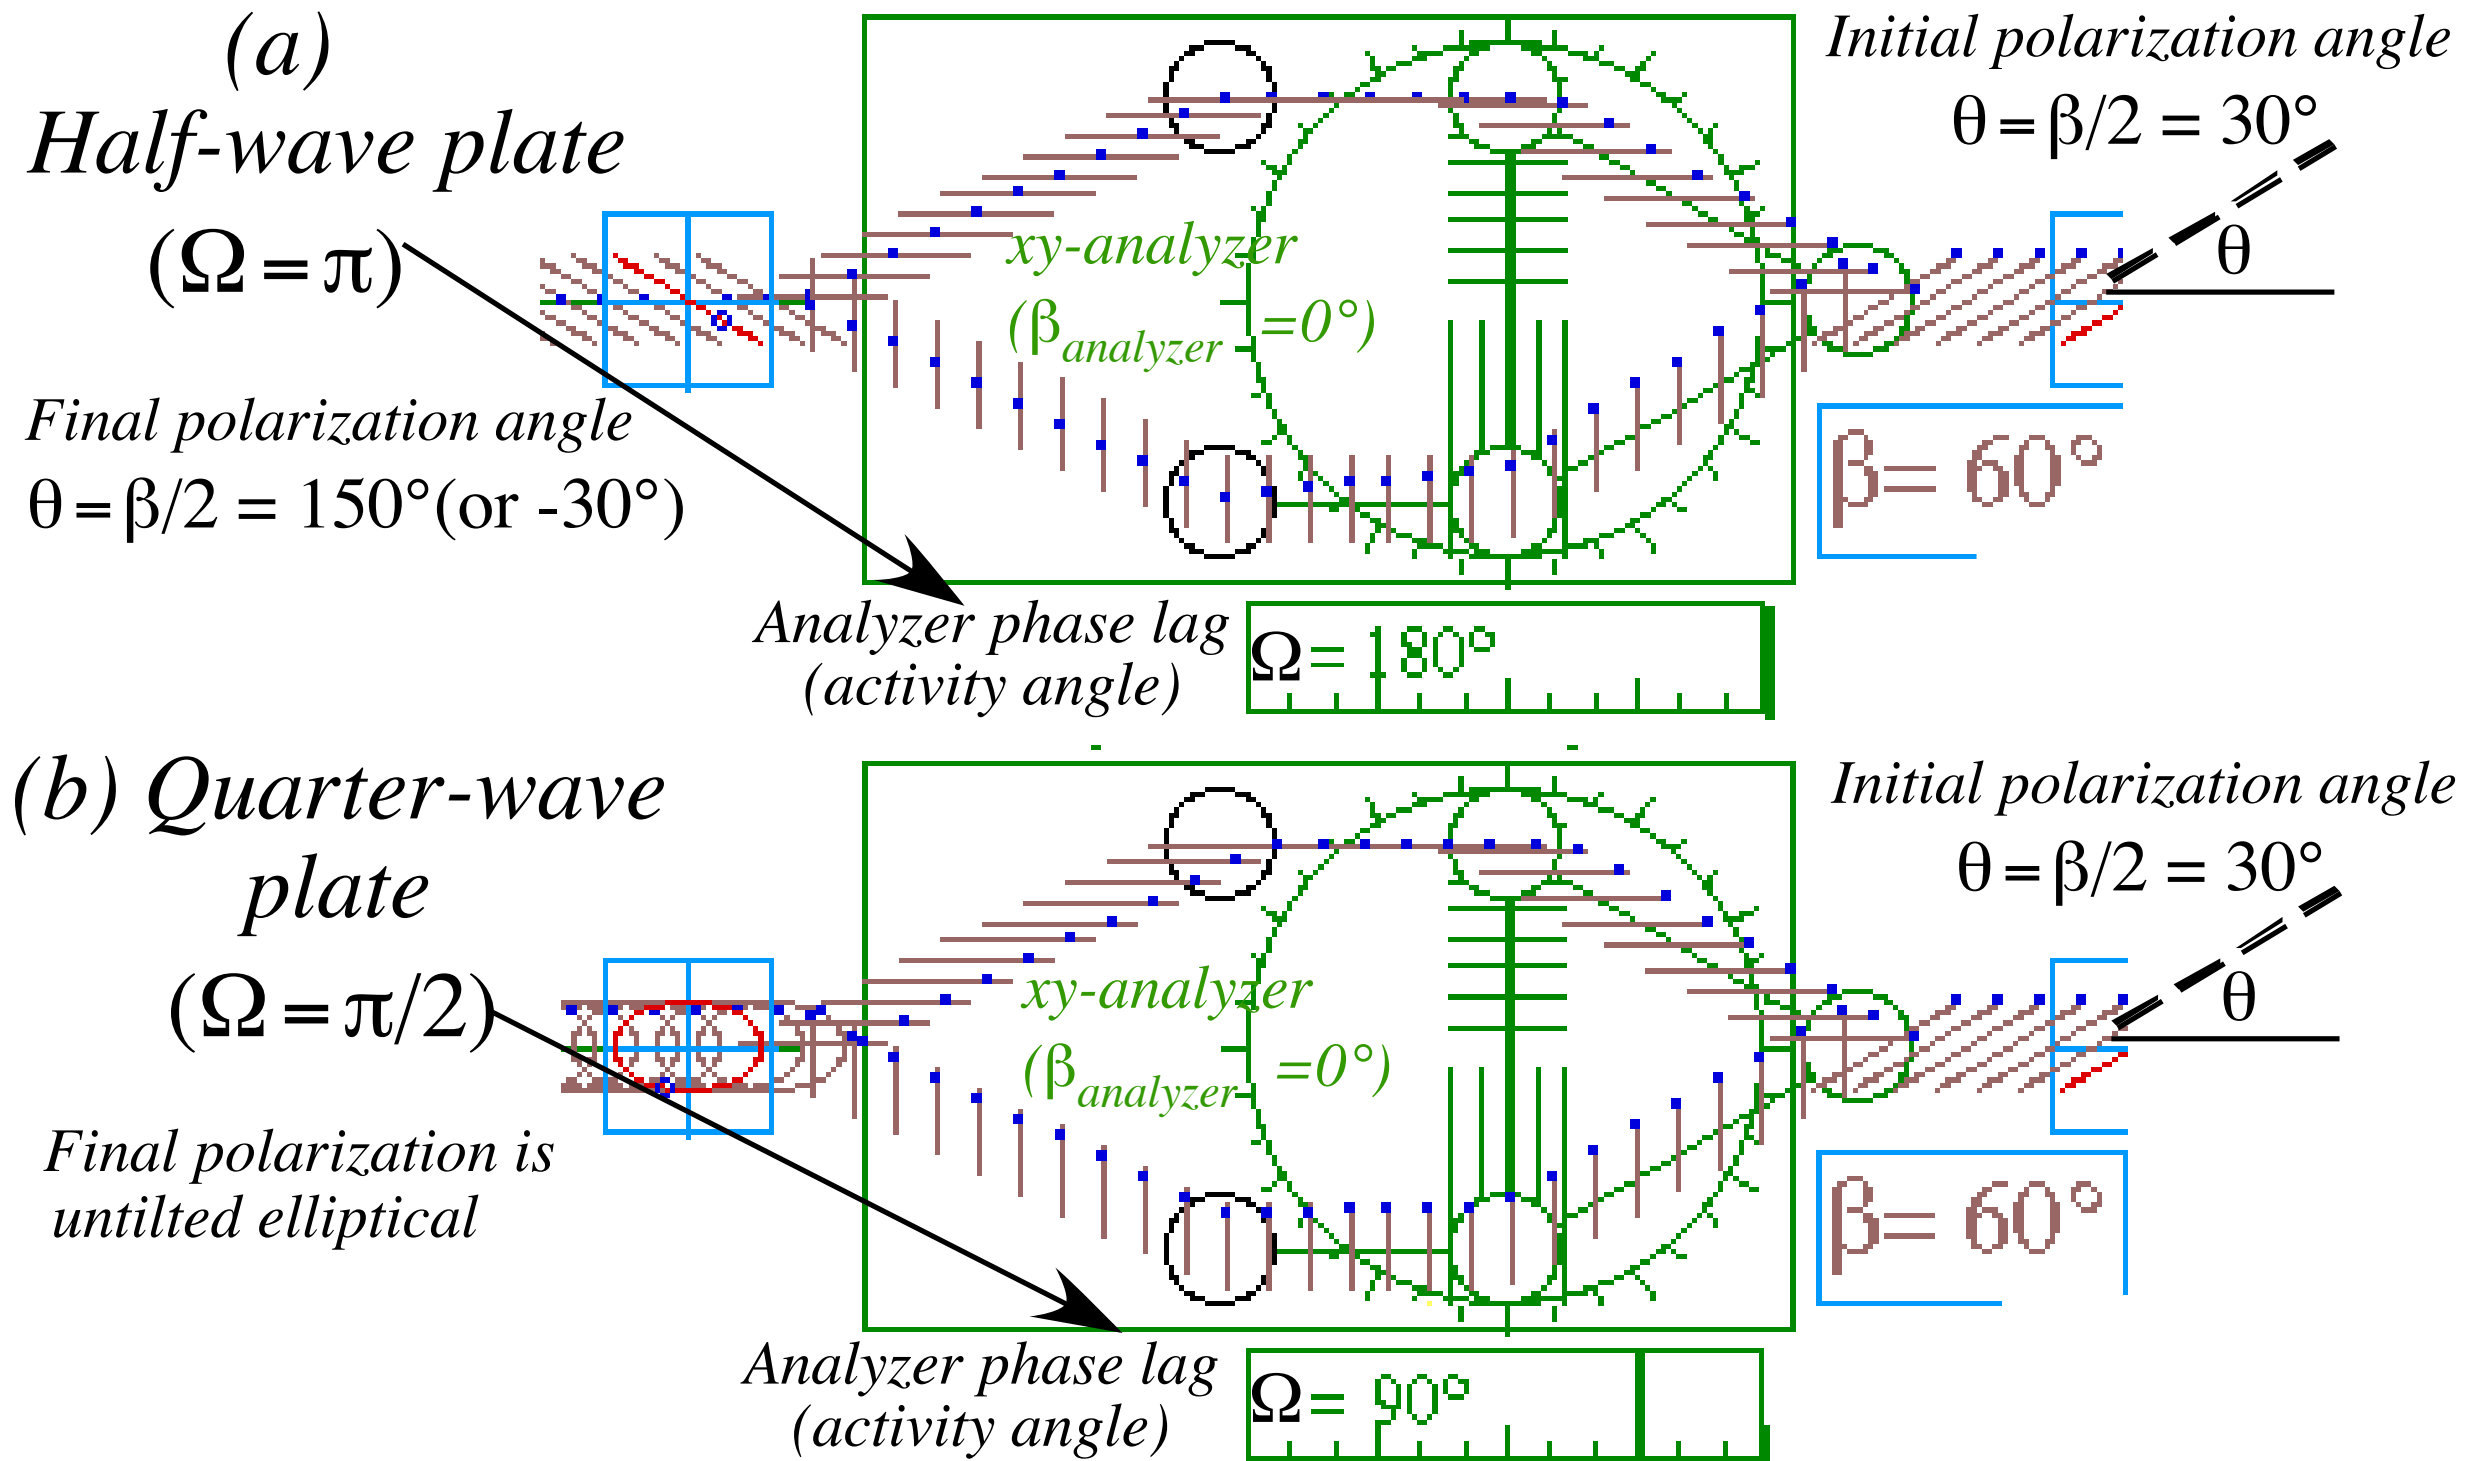 (a)
Half-wave plate
(Ω = π)
Final polarization angle
θ = β/2 = 150°(or -30°)
xy-analyzer
(βanalyzer =0°)
Initial polarization angle
θ = β/2 = 30°
θ
β= 60°
Analyzer phase lag
(activity angle)
Ω= 180°
(b) Quarter-wave
plate
(Ω = π/2)
Final polarization is
untilted elliptical
xy-analyzer
(βanalyzer =0°)
Initial polarization angle
θ = β/2 = 30°
θ
β= 60°
Analyzer phase lag
(activity angle)
Ω= 90°